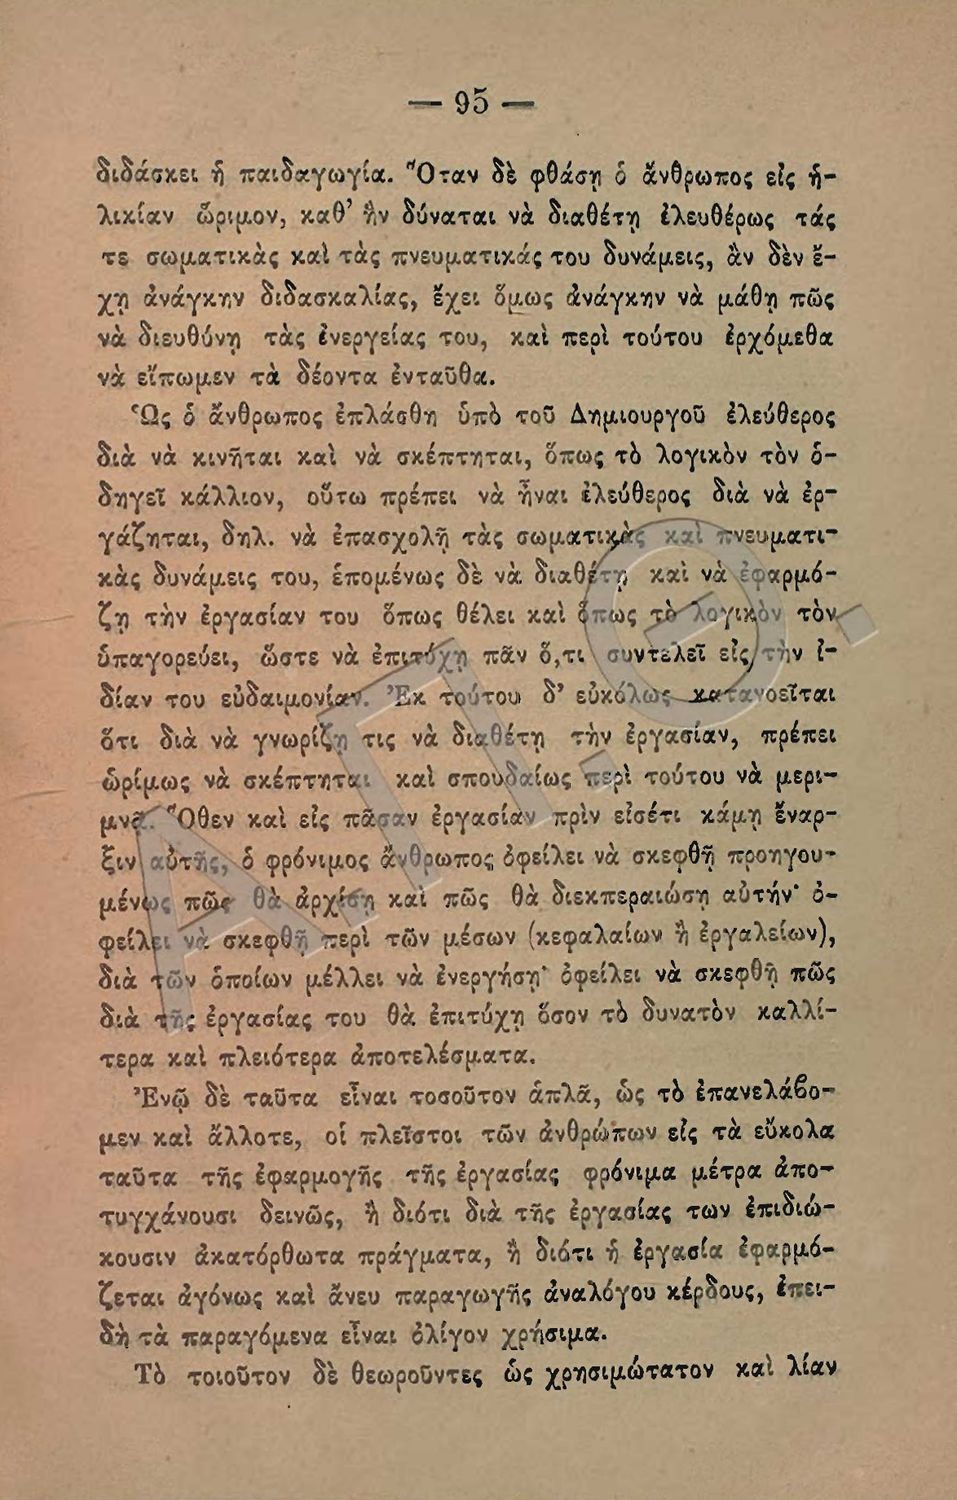 — 95 —
διδάσκει ἡ παιδαγωγία. Ὅταν δὲ φθάσῃ ὁ ἄνθρωπος εἰς ἡ-
λικίαν ὥριμον, καθ’ ἣν δύναται νὰ διαθέτῃ ἐλευθέρως τάς
τε σωματικὰς καὶ τὰς πνευματικάς του δυνάμεις, ἂν δὲν ἔ-
χῃ ἀνάγκην διδασκαλίας, ἔχει ὅμως ἀνάγκην νὰ μάθῃ πῶς
νὰ διευθύνῃ τὰς ἐνεργείας του, καὶ περὶ τούτου ἐρχόμεθα
νὰ εἴπωμεν τὰ δέοντα ἐνταῦθα.
Ὡς ὁ ἄνθρωπος ἐπλάσθη ὑπὸ τοῦ Δημιουργοῦ ἐλεύθερος
διὰ νὰ κινῆται καὶ νὰ σκέπτηται, ὅπως τὸ λογικὸν τὸν ὁ-
δηγεῖ κάλλιον, οὕτω πρέπει νὰ ἦναι ἐλεύθερος διὰ νὰ ἐρ-
γάζηται, δηλ. νὰ ἐπασχολῇ τὰς σωματικὰς καὶ πνευματι-
κὰς δυνάμεις του, ἑπομένως δὲ νὰ διαθέτῃ καὶ νὰ ἐφαρμό-
ζῃ τὴν ἐργασίαν του ὅπως θέλει καὶ ὅπως τὸ λογικὸν τὸν
ὑπαγορεύει, ὥστε νὰ ἐπιτύχῃ πᾶν ὅ,τι συντελεῖ εἰς τὴν ἰ-
δίαν του εὐδαιμονίαν. Ἐκ τούτου δ’ εὐκόλως κατανοεῖται
ὅτι διὰ νὰ γνωρίζῃ τις νὰ διαθέτῃ τὴν ἐργασίαν, πρέπει
ὡρίμως νὰ σκέπτηται καὶ σπουδαίως περὶ τούτου νὰ μερι-
μνᾷ. Ὅθεν καὶ εἰς πᾶσαν ἐργασίαν πρὶν εἰσέτι κάμῃ ἔναρ-
ξιν αὐτῆς, ὁ φρόνιμος ἄνθρωπος ὀφείλει νὰ σκεφθῇ προηγου-
μένως πῶς θὰ ἀρχίσῃ καὶ πῶς θὰ διεκπεραιώσῃ αὐτήν· ὀ-
φείλει νὰ σκεφθῇ περὶ τῶν μέσων (κεφαλαίων ἢ ἐργαλείων),
διὰ τῶν ὁποίων μέλλει νὰ ἐνεργήσῃ· ὀφείλει νὰ σκεφθῇ πῶς
διὰ τῆς ἐργασίας του θὰ ἐπιτύχῃ ὅσον τὸ δυνατὸν καλλί-
τερα καὶ πλειότερα ἀποτελέσματα.
Ἐνῷ δὲ ταῦτα εἶναι τοσοῦτον ἁπλᾶ, ὡς τὸ ἐπανελάβο-
μεν καὶ ἄλλοτε, οἱ πλεῖστοι τῶν ἀνθρώπων εἰς τὰ εὔκολα
ταῦτα τῆς ἐφαρμογῆς τῆς ἐργασίας φρόνιμα μέτρα ἀπο-
τυγχάνουσι δεινῶς, ἢ διότι διὰ τῆς ἐργασίας των ἐπιδιώ-
κουσιν ἀκατόρθωτα πράγματα, ἢ διότι ἡ ἐργασία ἐφαρμό-
ζεται ἀγόνως καὶ ἄνευ παραγωγῆς ἀναλόγου κέρδους, ἐπει-
δὴ τὰ παραγόμενα εἶναι ὀλίγον χρήσιμα.
Τὸ τοιοῦτον δὲ θεωροῦντες ὡς χρησιμώτατον καὶ λίαν